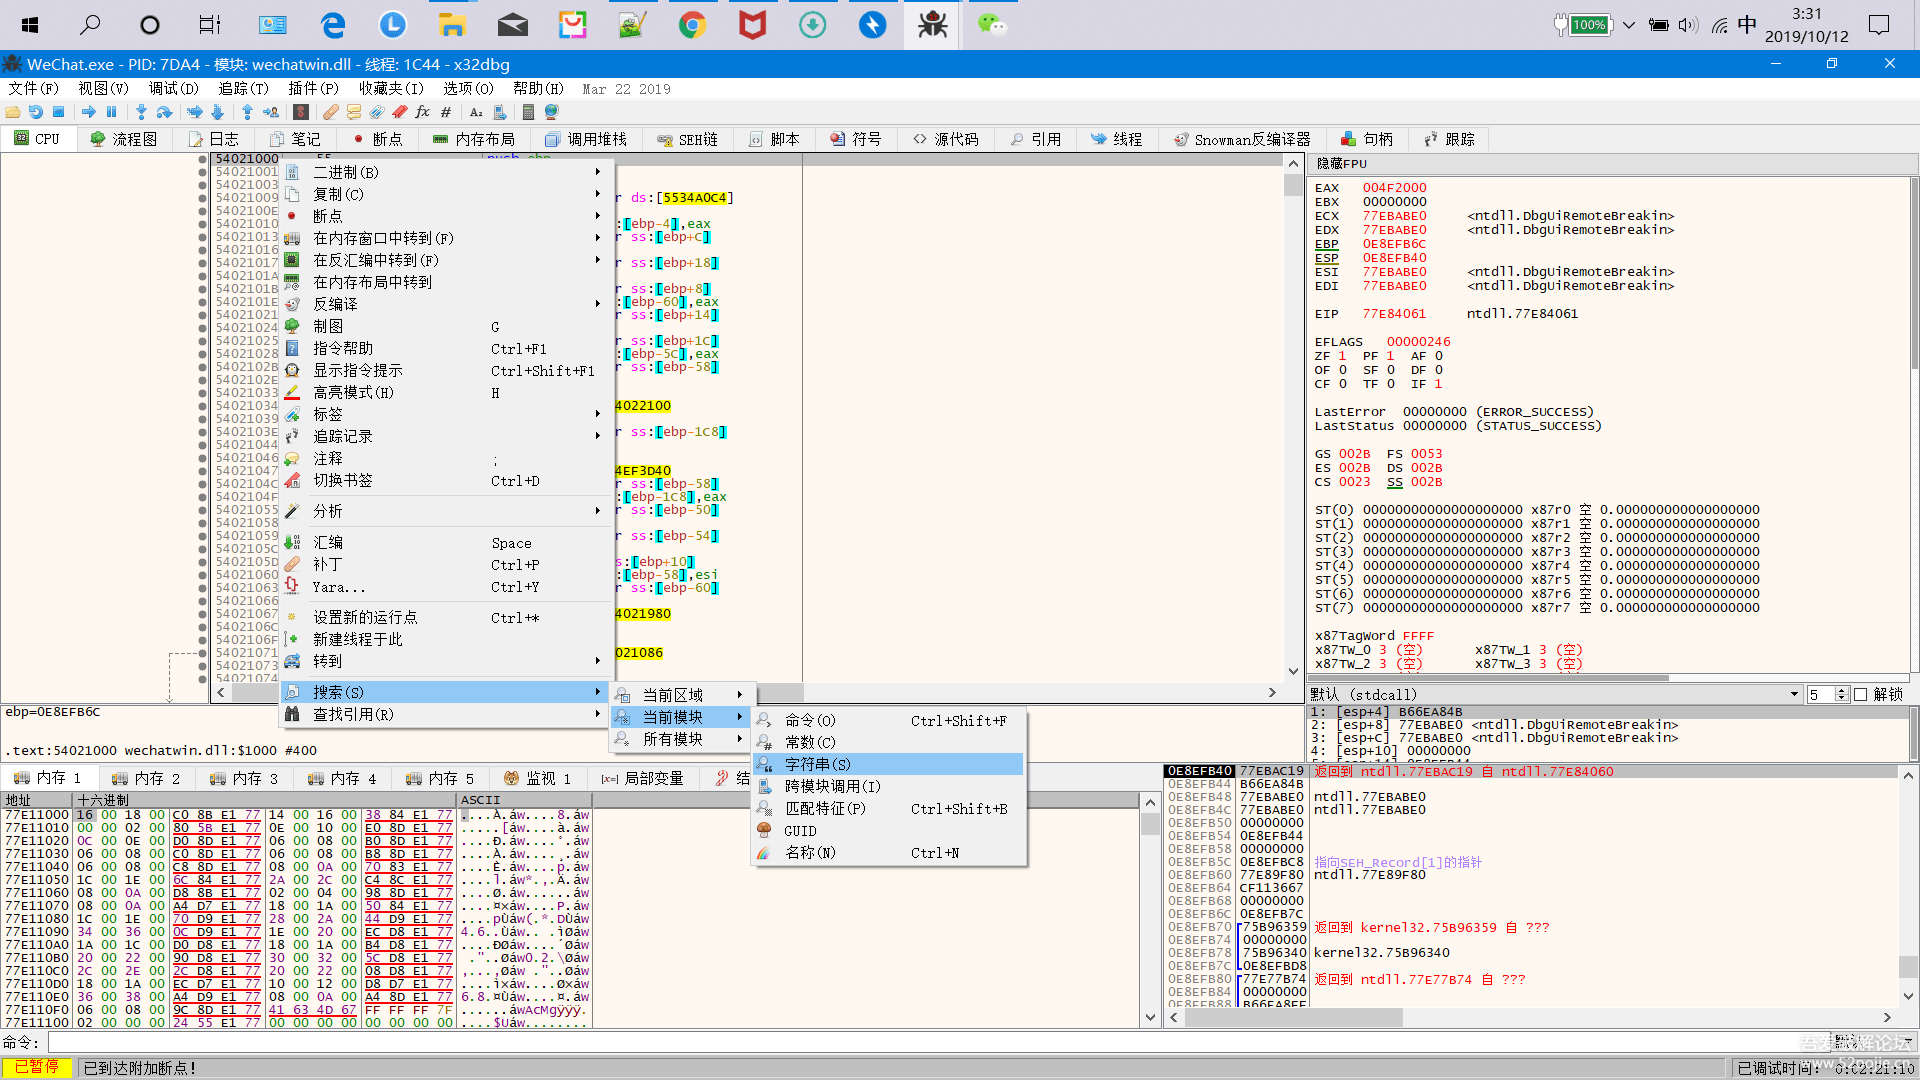 100%
中
3:31
2019/10/12
WeChat.exe - PID: 7DA4 - 模块: wechatwin.dll - 线程: 1C44 - x32dbg
文件(F) 视图(V) 调试(D) 追踪(T) 插件(P) 收藏夹(I) 选项(O) 帮助(H) Mar 22 2019
CPU 流程图 日志 笔记 断点 内存布局 调用堆栈 SEH链 脚本 符号 源代码 引用 线程 Snowman反编译器 句柄 跟踪
54021000
54021001
54021003
54021009 r ds:[5534A0C4]
5402100E
54021010 :[ebp-4],eax
54021013 r ss:[ebp+C]
54021016
54021017 r ss:[ebp+18]
5402101A
5402101B r ss:[ebp+8]
5402101E :[ebp-60],eax
54021021 r ss:[ebp+14]
54021024
54021025 r ss:[ebp+1C]
54021028 :[ebp-5C],eax
5402102B r ss:[ebp-58]
5402102E
54021033
54021034 4022100
54021039
5402103E r ss:[ebp-1C8]
54021044
54021046
54021047 4EF3D40
5402104C r ss:[ebp-58]
5402104F :[ebp-1C8],eax
54021055 r ss:[ebp-50]
54021058
54021059 r ss:[ebp-54]
5402105C
5402105D s:[ebp+10]
54021060 :[ebp-58],esi
54021063 r ss:[ebp-60]
54021066
54021067 4021980
5402106C
5402106F
54021071 021086
54021073
54021074
二进制(B)
复制(C)
断点
在内存窗口中转到(F)
在反汇编中转到(F)
在内存布局中转到
反编译
制图 G
指令帮助 Ctrl+F1
显示指令提示 Ctrl+Shift+F1
高亮模式(H) H
标签
追踪记录
注释 ;
切换书签 Ctrl+D
分析
汇编 Space
补丁 Ctrl+P
Yara... Ctrl+Y
设置新的运行点 Ctrl+*
新建线程于此
转到
搜索(S)
查找引用(R)
当前区域
当前模块
所有模块
命令(O) Ctrl+Shift+F
常数(C)
字符串(S)
跨模块调用(I)
匹配特征(P) Ctrl+Shift+B
GUID
名称(N) Ctrl+N
隐藏FPU
EAX 004F2000
EBX 00000000
ECX 77EBABE0 <ntdll.DbgUiRemoteBreakin>
EDX 77EBABE0 <ntdll.DbgUiRemoteBreakin>
EBP 0E8EFB6C
ESP 0E8EFB40
ESI 77EBABE0 <ntdll.DbgUiRemoteBreakin>
EDI 77EBABE0 <ntdll.DbgUiRemoteBreakin>
EIP 77E84061 ntdll.77E84061
EFLAGS 00000246
ZF 1 PF 1 AF 0
OF 0 SF 0 DF 0
CF 0 TF 0 IF 1
LastError 00000000 (ERROR_SUCCESS)
LastStatus 00000000 (STATUS_SUCCESS)
GS 002B FS 0053
ES 002B DS 002B
CS 0023 SS 002B
ST(0) 00000000000000000000 x87r0 空 0.000000000000000000
ST(1) 00000000000000000000 x87r1 空 0.000000000000000000
ST(2) 00000000000000000000 x87r2 空 0.000000000000000000
ST(3) 00000000000000000000 x87r3 空 0.000000000000000000
ST(4) 00000000000000000000 x87r4 空 0.000000000000000000
ST(5) 00000000000000000000 x87r5 空 0.000000000000000000
ST(6) 00000000000000000000 x87r6 空 0.000000000000000000
ST(7) 00000000000000000000 x87r7 空 0.000000000000000000
x87TagWord FFFF
x87TW_0 3 (空) x87TW_1 3 (空)
x87TW_2 3 (空) x87TW_3 3 (空)
默认 (stdcall) 5 解锁
1: [esp+4] B66EA84B
2: [esp+8] 77EBABE0 <ntdll.DbgUiRemoteBreakin>
3: [esp+C] 77EBABE0 <ntdll.DbgUiRemoteBreakin>
4: [esp+10] 00000000
ebp=0E8EFB6C
.text:54021000 wechatwin.dll:$1000 #400
内存 1 内存 2 内存 3 内存 4 内存 5 监视 1 局部变量 结
地址 十六进制 ASCII
77E11000 16 00 18 00 C0 8B E1 77 14 00 16 00 38 84 E1 77 ....À.áw....8.áw
77E11010 00 00 02 00 80 5B E1 77 0E 00 10 00 E0 8D E1 77 .....[áw....à.áw
77E11020 0C 00 0E 00 D0 8D E1 77 06 00 08 00 B0 8D E1 77 ....Ð.áw....°.áw
77E11030 06 00 08 00 C0 8D E1 77 06 00 08 00 B8 8D E1 77 ....À.áw....¸.áw
77E11040 06 00 08 00 C8 8D E1 77 08 00 0A 00 70 83 E1 77 ....È.áw....p.áw
77E11050 1C 00 1E 00 6C 84 E1 77 2A 00 2C 00 C4 8C E1 77 ....l.áw*.,.Ä.áw
77E11060 08 00 0A 00 D8 8B E1 77 02 00 04 00 98 8D E1 77 ....Ø.áw......áw
77E11070 08 00 0A 00 A4 D7 E1 77 18 00 1A 00 50 84 E1 77 ....¤×áw....P.áw
77E11080 1C 00 1E 00 70 D9 E1 77 28 00 2A 00 44 D9 E1 77 ....pÙáw(.*.DÙáw
77E11090 34 00 36 00 0C D9 E1 77 1E 00 20 00 EC D8 E1 77 4.6..Ùáw.. .ìØáw
77E110A0 1A 00 1C 00 D0 D8 E1 77 18 00 1A 00 B4 D8 E1 77 ....ÐØáw....´Øáw
77E110B0 20 00 22 00 90 D8 E1 77 30 00 32 00 5C D8 E1 77 ."..Øáw0.2.\Øáw
77E110C0 2C 00 2E 00 2C D8 E1 77 20 00 22 00 08 D8 E1 77 ,...,Øáw ."..Øáw
77E110D0 18 00 1A 00 EC D7 E1 77 10 00 12 00 D8 8D E1 77 ....ì×áw....Ø×áw
77E110E0 36 00 38 00 A4 D9 E1 77 08 00 0A 00 A4 8D E1 77 6.8.¤Ùáw....¤.áw
77E110F0 06 00 08 00 9C 8D E1 77 41 63 4D 67 FF FF FF 7F ......áwAcMgÿÿÿ.
77E11100 02 00 00 00 24 55 E1 77 00 00 00 00 00 00 00 00 ....$Uáw........
0E8EFB40 77EBAC19 返回到 ntdll.77EBAC19 自 ntdll.77E84060
0E8EFB44 B66EA84B
0E8EFB48 77EBABE0 ntdll.77EBABE0
0E8EFB4C 77EBABE0 ntdll.77EBABE0
0E8EFB50 00000000
0E8EFB54 0E8EFB44
0E8EFB58 00000000
0E8EFB5C 0E8EFBC8 指向SEH_Record[1]的指针
0E8EFB60 77E89F80 ntdll.77E89F80
0E8EFB64 CF113667
0E8EFB68 00000000
0E8EFB6C 0E8EFB7C
0E8EFB70 75B96359 返回到 kernel32.75B96359 自 ???
0E8EFB74 00000000
0E8EFB78 75B96340 kernel32.75B96340
0E8EFB7C 0E8EFBD8
0E8EFB80 77E77B74 返回到 ntdll.77E77B74 自 ???
0E8EFB84 00000000
0E8EFB88 B66EA8FF
命令:
已暂停 已到达附加断点! 已调试时间: 0:02:21:10
吾爱破解论坛
www.52pojie.cn